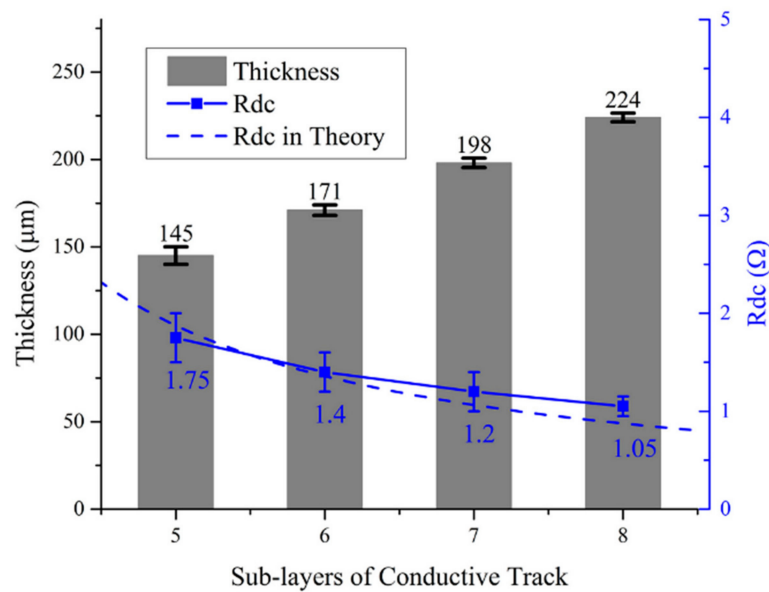 Thickness
Rdc
Rdc in Theory
250
200
150
100
50
0
Thickness (μm)
5
4
3
2
1
0
Rdc (Ω)
145
171
198
224
1.75
1.4
1.2
1.05
5 6 7 8
Sub-layers of Conductive Track